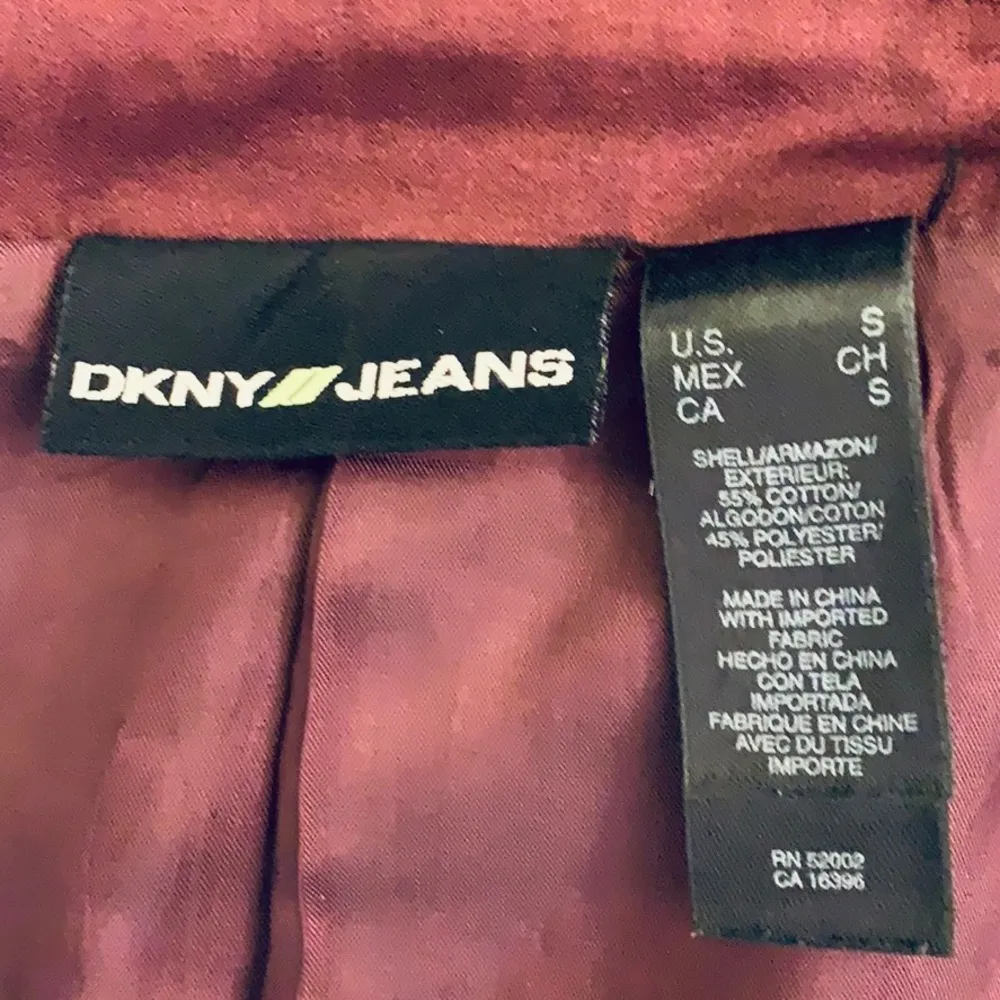 DKNY///JEANS
U.S. S
MEX CH
CA S
SHELL/ARMAZON/
EXTERIEUR:
55% COTTON/
ALGODON/COTON
45% POLYESTER/
POLIESTER
MADE IN CHINA
WITH IMPORTED
FABRIC
HECHO EN CHINA
CON TELA
IMPORTADA
FABRIQUE EN CHINE
AVEC DU TISSU
IMPORTE
RN 52002
CA 16396